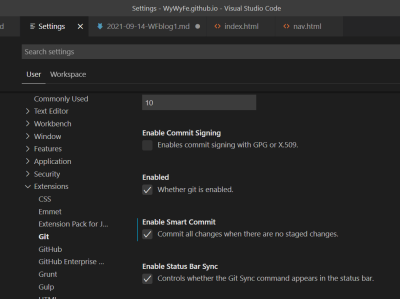 Settings - WyWyFe.github.io - Visual Studio Code
d
Settings
2021-09-14-WFblog1.md
index.html
nav.html
Search settings
User
Workspace
Commonly Used
10
Text Editor
Workbench
Window
Features
Application
Security
Extensions
CSS
Emmet
Extension Pack for J...
Git
GitHub
GitHub Enterprise ...
Grunt
Gulp
Enable Commit Signing
Enables commit signing with GPG or X.509.
Enabled
Whether git is enabled.
Enable Smart Commit
Commit all changes when there are no staged changes.
Enable Status Bar Sync
Controls whether the Git Sync command appears in the status bar.